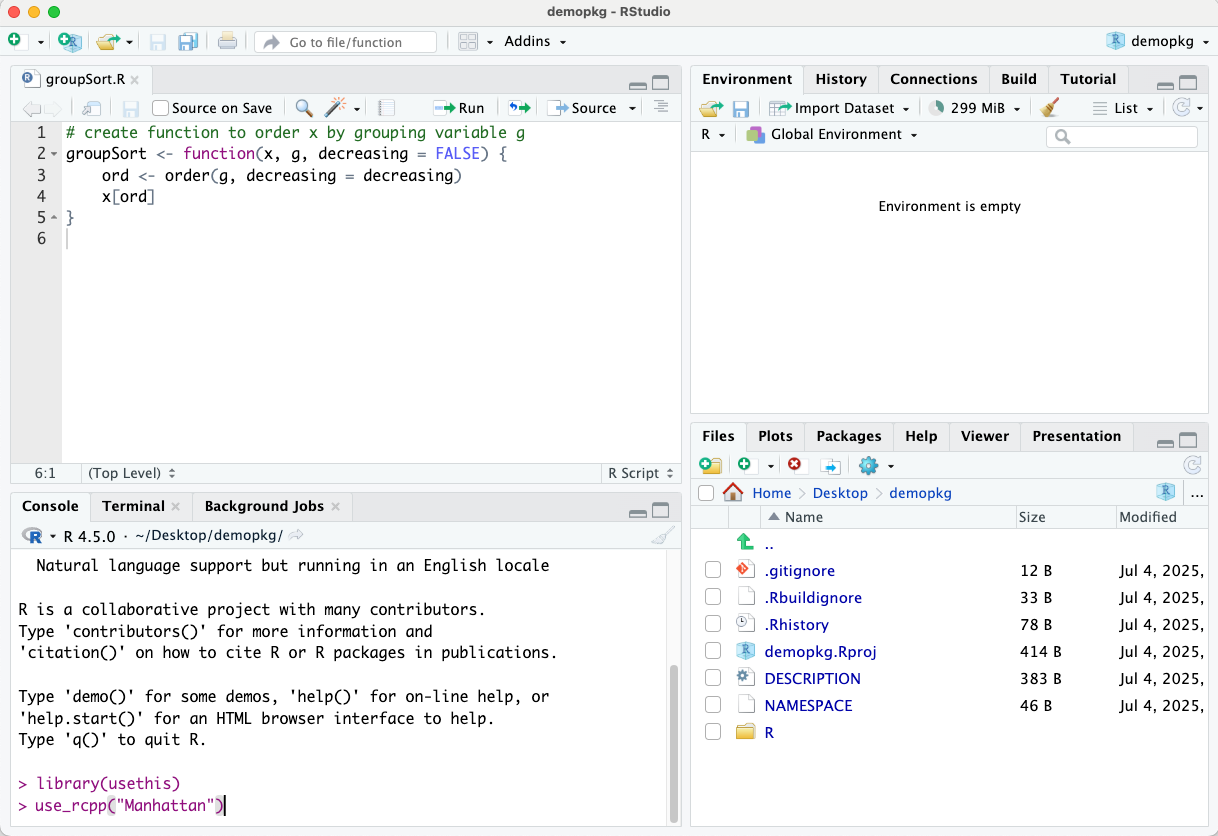 demopkg - RStudio
Go to file/function
Addins
demopkg
groupSort.R
Source on Save
Run
Source
1 # create function to order x by grouping variable g
2 groupSort <- function(x, g, decreasing = FALSE) {
3     ord <- order(g, decreasing = decreasing)
4     x[ord]
5 }
6
6:1 (Top Level) R Script
Console Terminal Background Jobs
R 4.5.0 · ~/Desktop/demopkg/
  Natural language support but running in an English locale
R is a collaborative project with many contributors.
Type 'contributors()' for more information and
'citation()' on how to cite R or R packages in publications.
Type 'demo()' for some demos, 'help()' for on-line help, or
'help.start()' for an HTML browser interface to help.
Type 'q()' to quit R.
> library(usethis)
> use_rcpp("Manhattan")
Environment History Connections Build Tutorial
Import Dataset 299 MiB List
R Global Environment
Environment is empty
Files Plots Packages Help Viewer Presentation
Home Desktop demopkg ...
Name Size Modified
..
.gitignore 12 B Jul 4, 2025,
.Rbuildignore 33 B Jul 4, 2025,
.Rhistory 78 B Jul 4, 2025,
demopkg.Rproj 414 B Jul 4, 2025,
DESCRIPTION 383 B Jul 4, 2025,
NAMESPACE 46 B Jul 4, 2025,
R